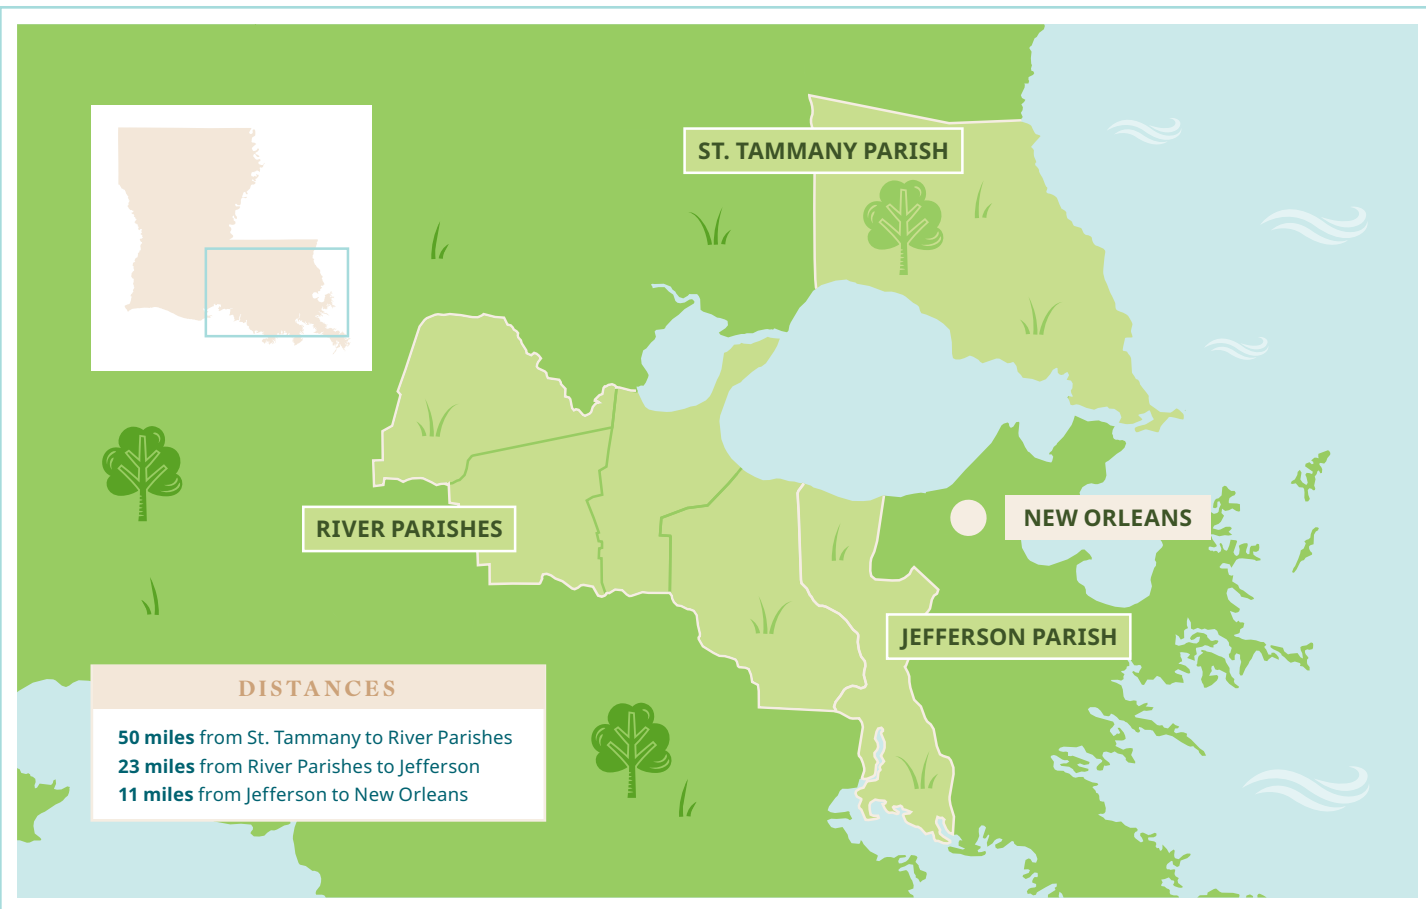 ST. TAMMANY PARISH
RIVER PARISHES
NEW ORLEANS
JEFFERSON PARISH
DISTANCES
50 miles from St. Tammany to River Parishes
23 miles from River Parishes to Jefferson
11 miles from Jefferson to New Orleans